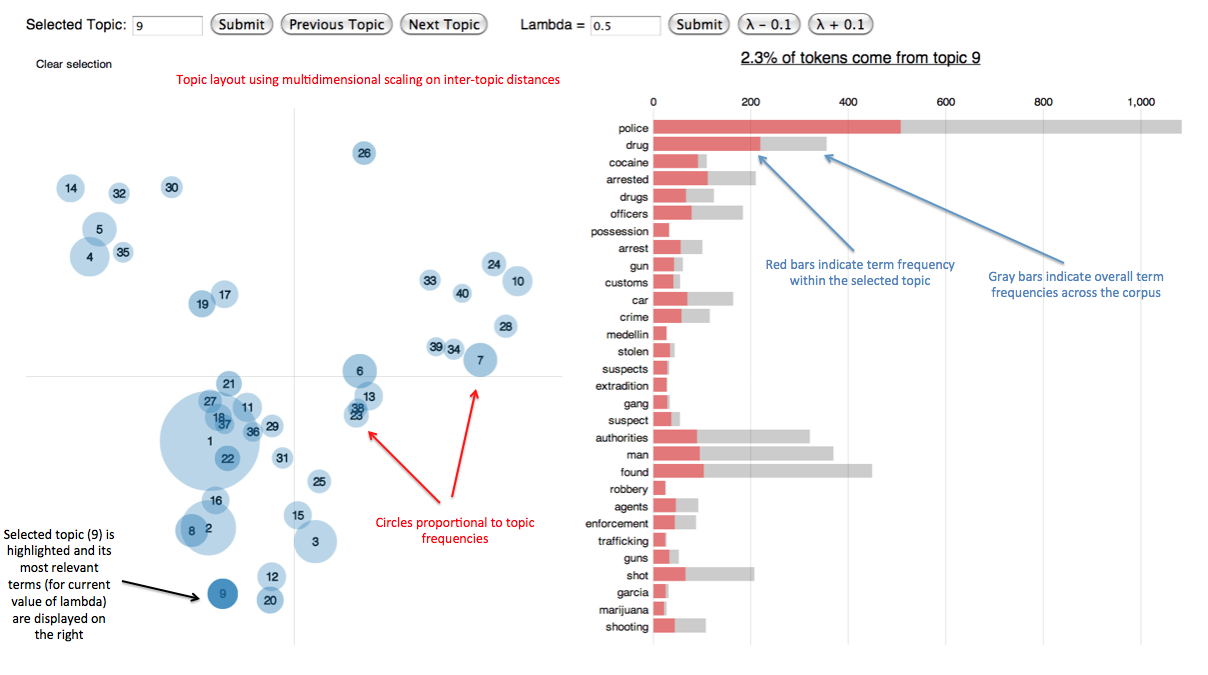 Selected Topic: 9 Submit Previous Topic Next Topic Lambda = 0.5 Submit λ − 0.1 λ + 0.1
Clear selection
Topic layout using multidimensional scaling on inter-topic distances
2.3% of tokens come from topic 9
0 200 400 600 800 1,000
26
14
32
30
5
4
35
19
17
24
33
10
40
28
39
34
7
6
13
38
23
21
27
11
18
37
36
29
1
22
31
25
16
15
8
2
3
12
9
20
Circles proportional to topic
frequencies
Selected topic (9) is
highlighted and its
most relevant
terms (for current
value of lambda)
are displayed on
the right
police
drug
cocaine
arrested
drugs
officers
possession
arrest
gun
customs
car
crime
medellin
stolen
suspects
extradition
gang
suspect
authorities
man
found
robbery
agents
enforcement
trafficking
guns
shot
garcia
marijuana
shooting
Red bars indicate term frequency
within the selected topic
Gray bars indicate overall term
frequencies across the corpus